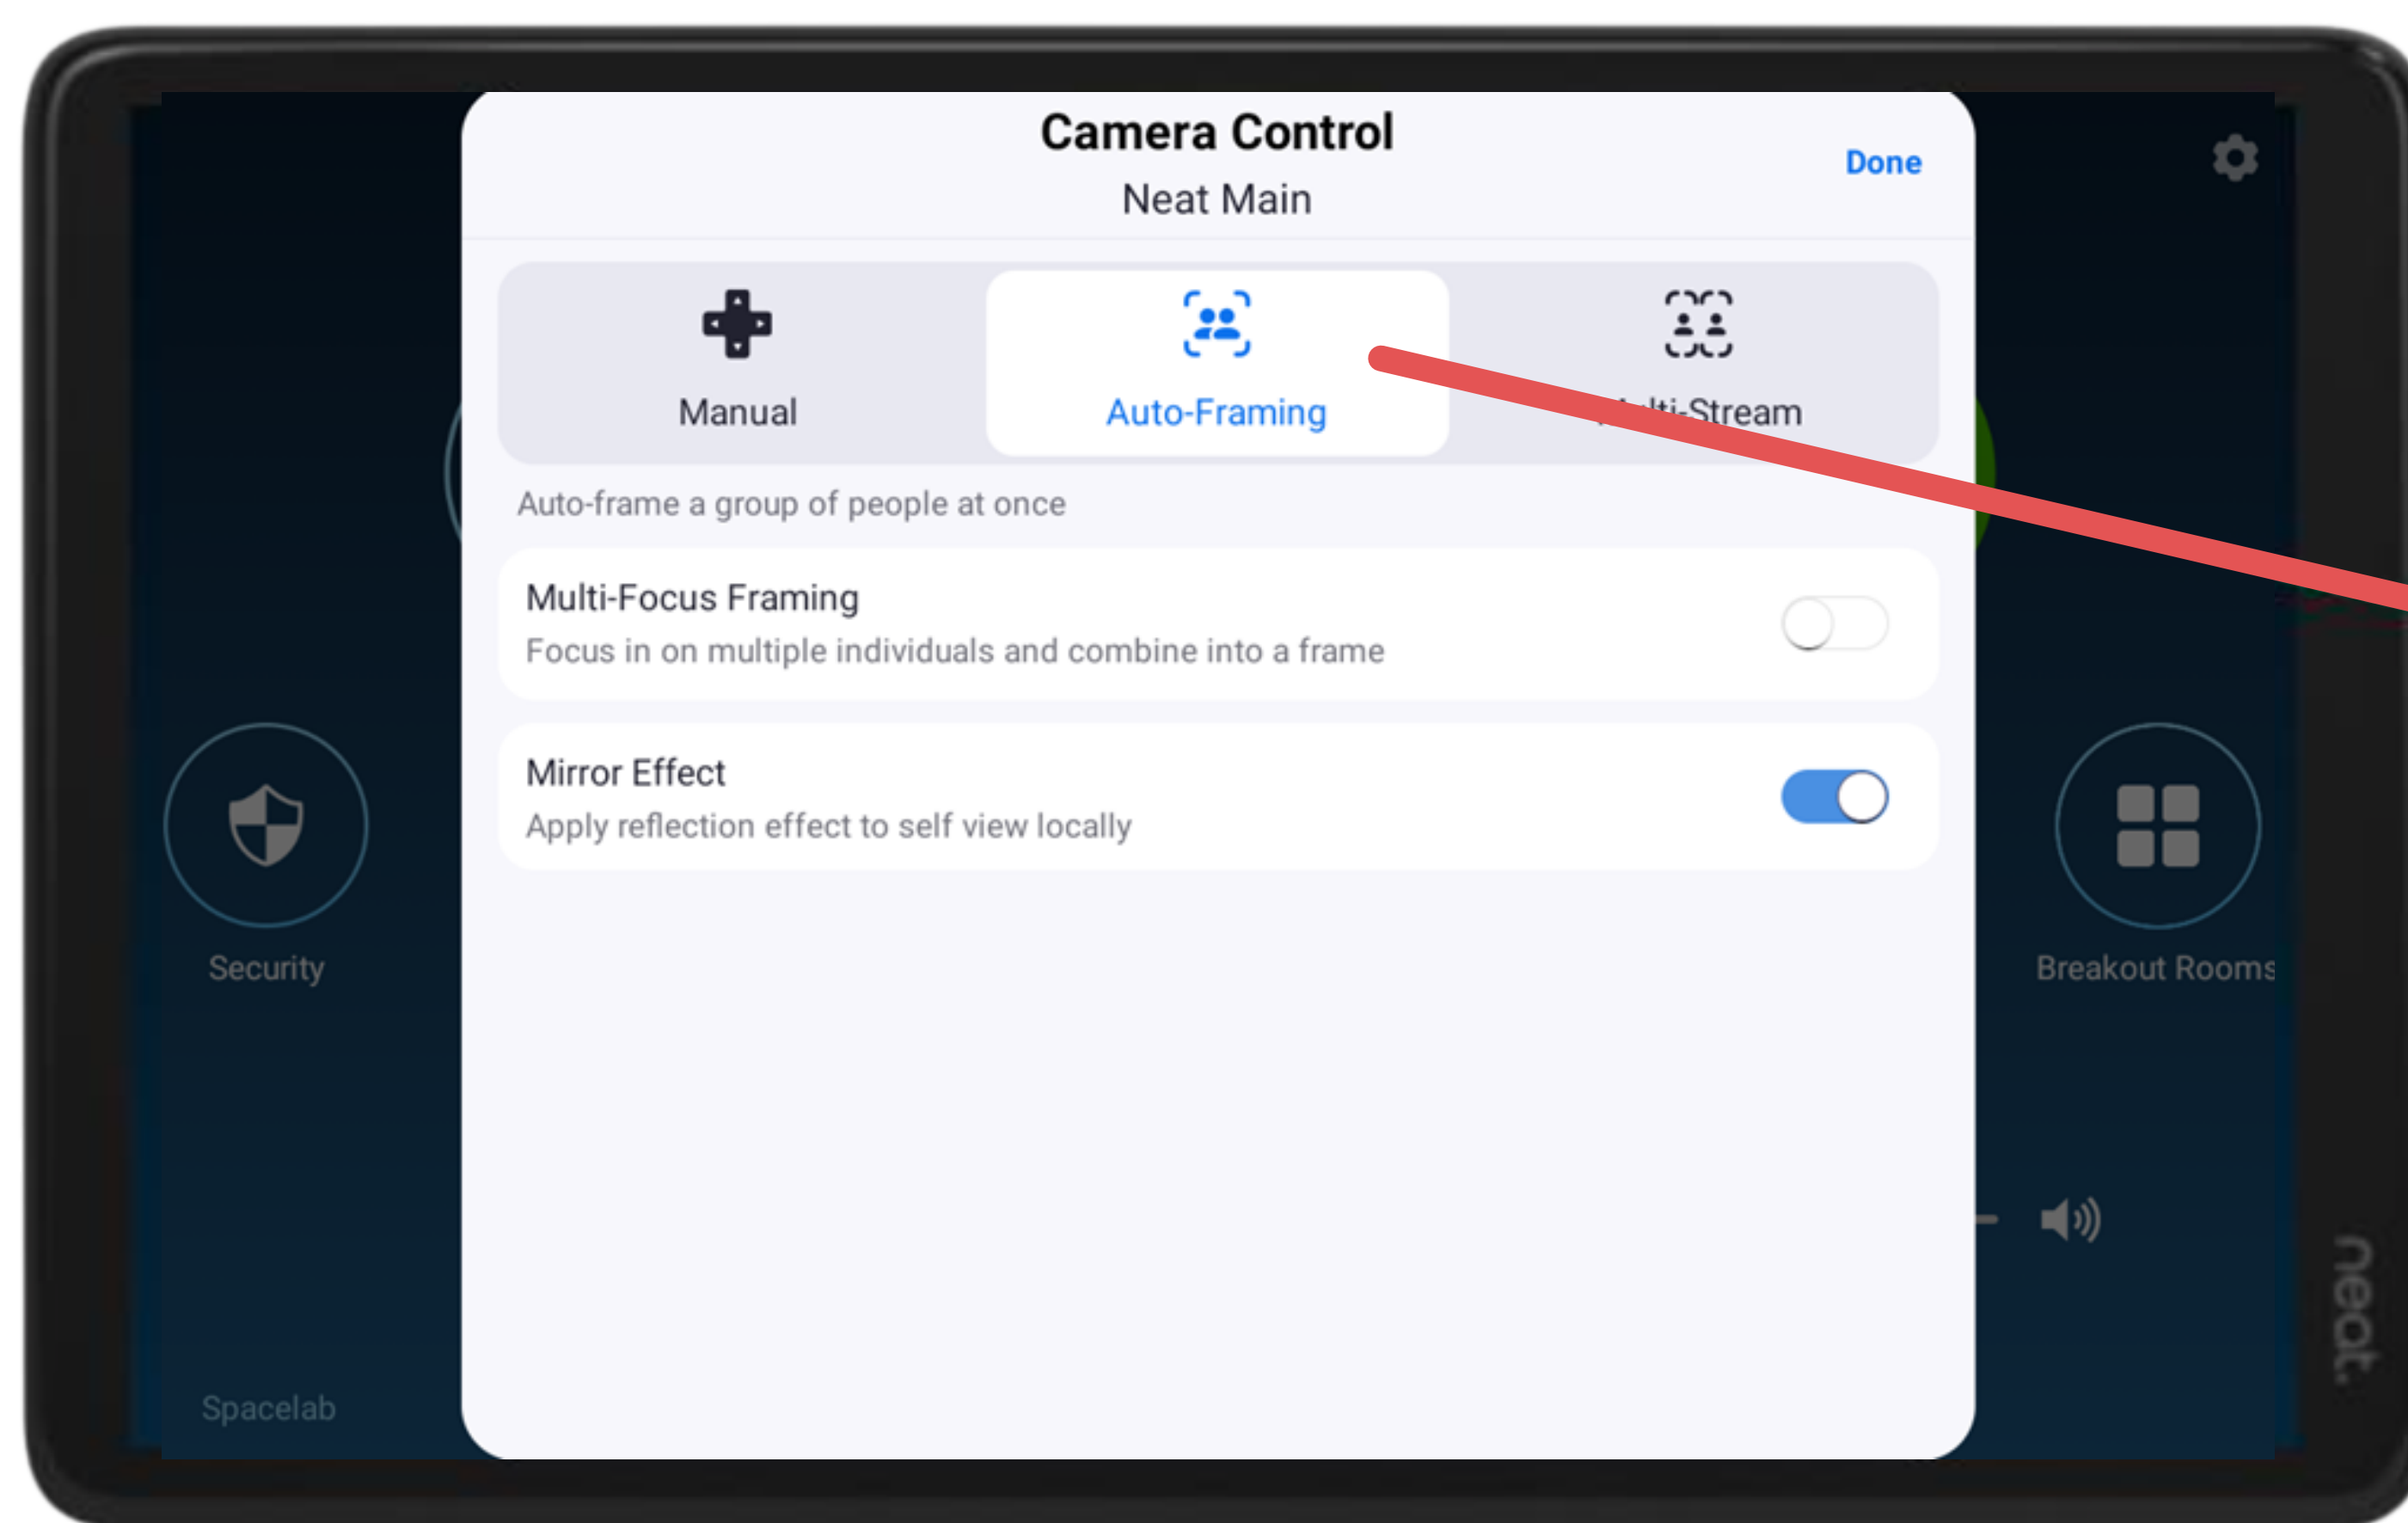 Camera Control
Done
Neat Main
Manual
Auto-Framing
-Stream
Auto-frame a group of people at once
Multi-Focus Framing
Focus in on multiple individuals and combine into a frame
Mirror Effect
Apply reflection effect to self view locally
Security
Breakout Rooms
Spacelab
neat.